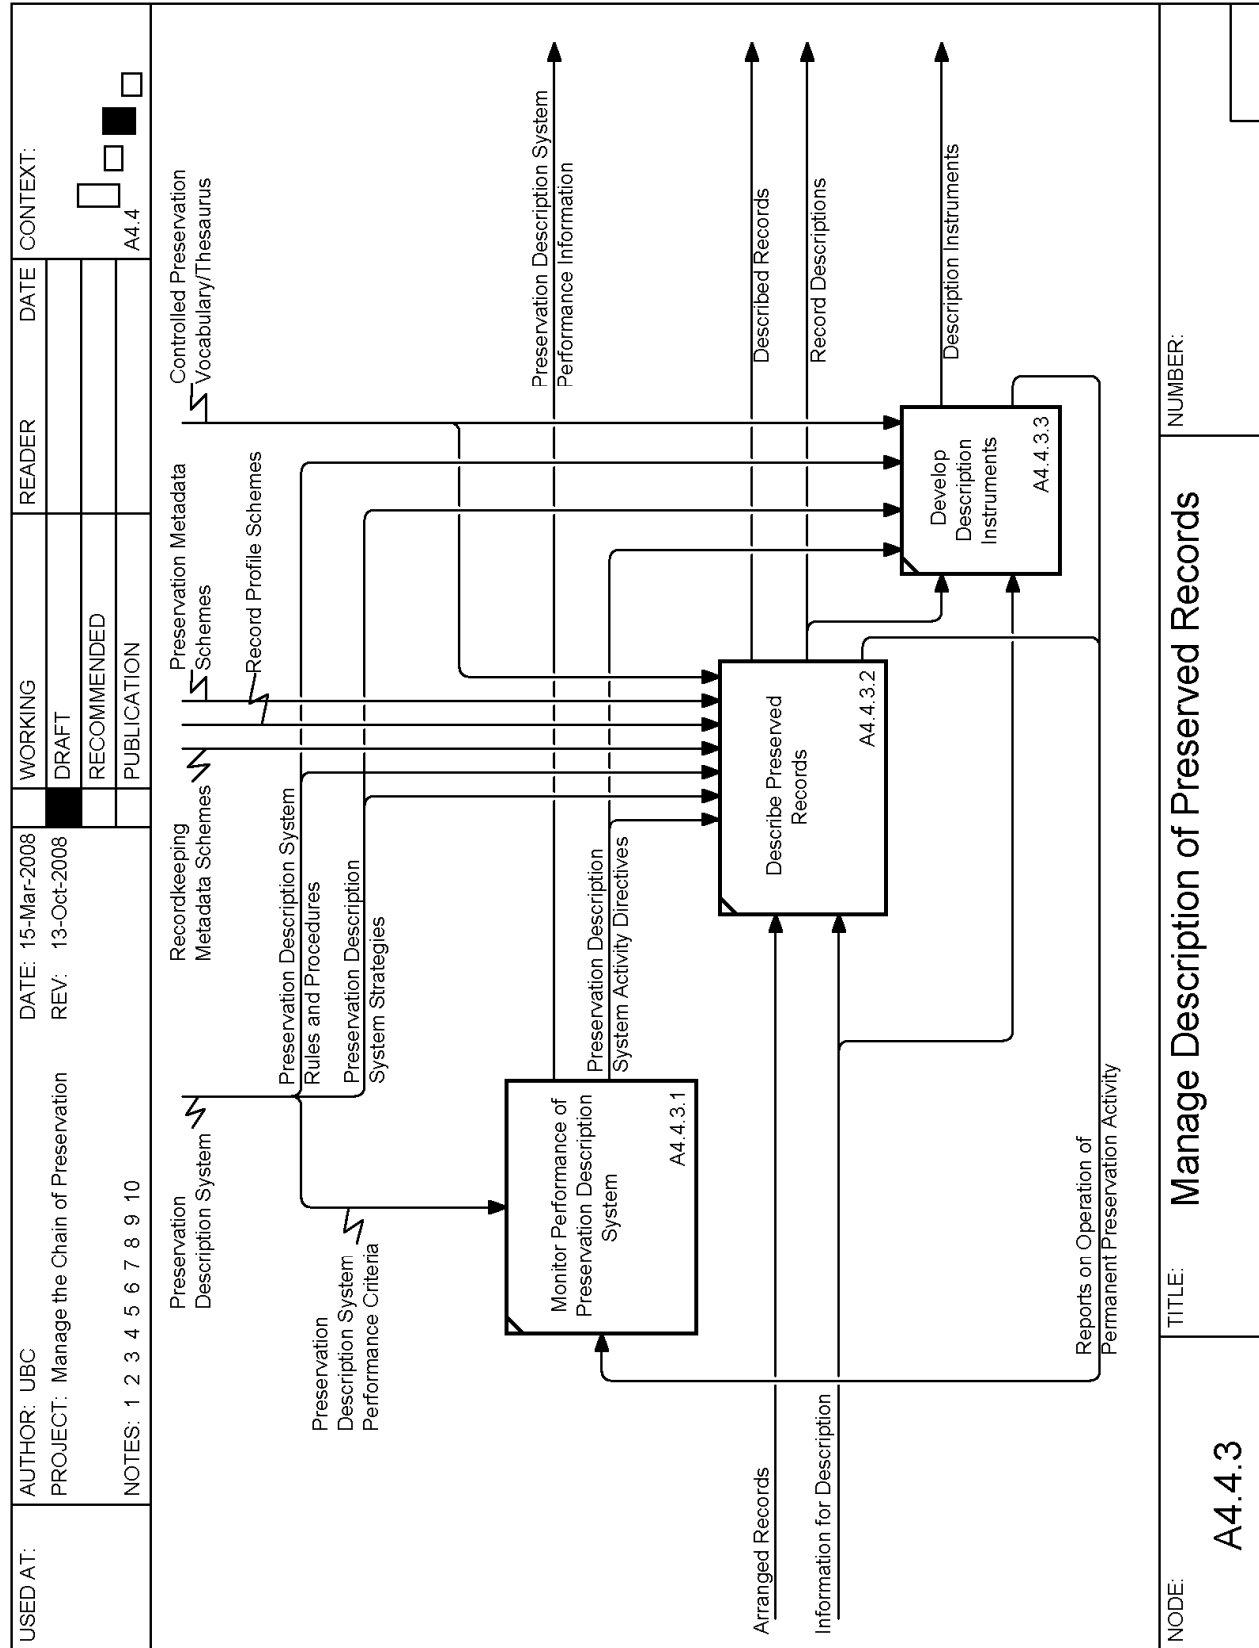 USED AT:
AUTHOR: UBC
PROJECT: Manage the Chain of Preservation
NOTES: 1 2 3 4 5 6 7 8 9 10
DATE: 15-Mar-2008
REV: 13-Oct-2008
WORKING
DRAFT
RECOMMENDED
PUBLICATION
READER
DATE
CONTEXT:
A4.4
Preservation
Description System
Recordkeeping
Metadata Schemes
Preservation Metadata
Schemes
Record Profile Schemes
Controlled Preservation
Vocabulary/Thesaurus
Preservation Description System
Rules and Procedures
Preservation Description
System Strategies
Preservation
Description System
Performance Criteria
Monitor Performance of
Preservation Description
System
A4.4.3.1
Preservation Description System
Performance Information
Preservation Description
System Activity Directives
Describe Preserved
Records
A4.4.3.2
Described Records
Record Descriptions
Develop
Description
Instruments
A4.4.3.3
Description Instruments
Arranged Records
Information for Description
Reports on Operation of
Permanent Preservation Activity
NODE:
A4.4.3
TITLE:
Manage Description of Preserved Records
NUMBER: